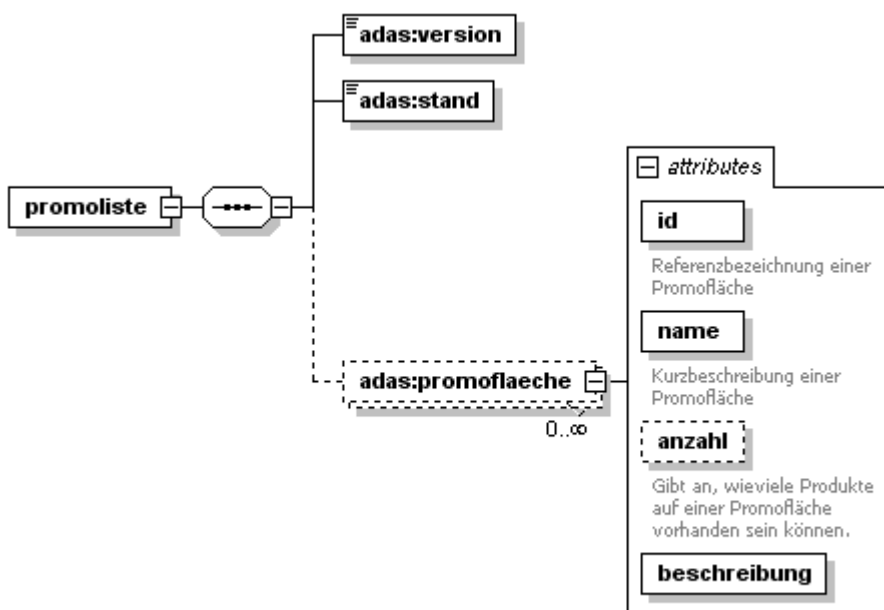 adas:version
adas:stand
promoliste
attributes
id
Referenzbezeichnung einer
Promofläche
name
Kurzbeschreibung einer
Promofläche
adas:promoflaeche
0..∞
anzahl
Gibt an, wieviele Produkte
auf einer Promofläche
vorhanden sein können.
beschreibung